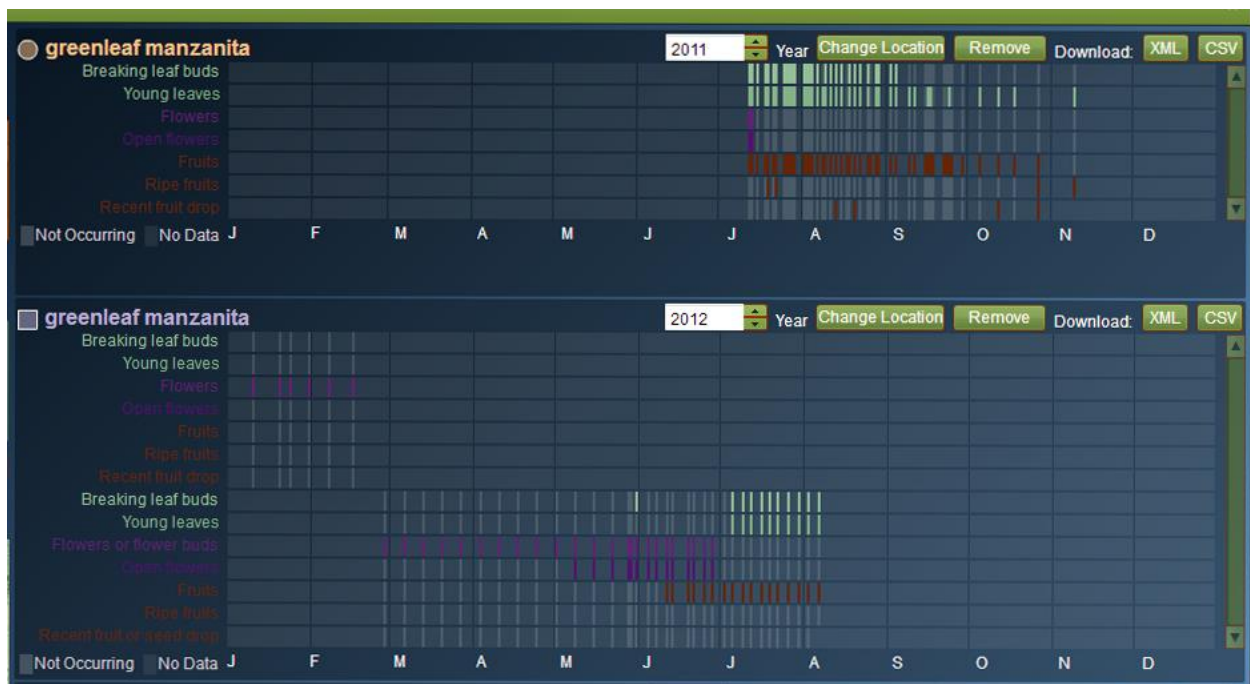 greenleaf manzanita 2011 Year Change Location Remove Download: XML CSV
Breaking leaf buds
Young leaves
Flowers
Open flowers
Fruits
Ripe fruits
Recent fruit drop
Not Occurring No Data J F M A M J J A S O N D
greenleaf manzanita 2012 Year Change Location Remove Download: XML CSV
Breaking leaf buds
Young leaves
Flowers
Open flowers
Fruits
Ripe fruits
Recent fruit drop
Breaking leaf buds
Young leaves
Flowers or flower buds
Open flowers
Fruits
Ripe fruits
Recent fruit or seed drop
Not Occurring No Data J F M A M J J A S O N D